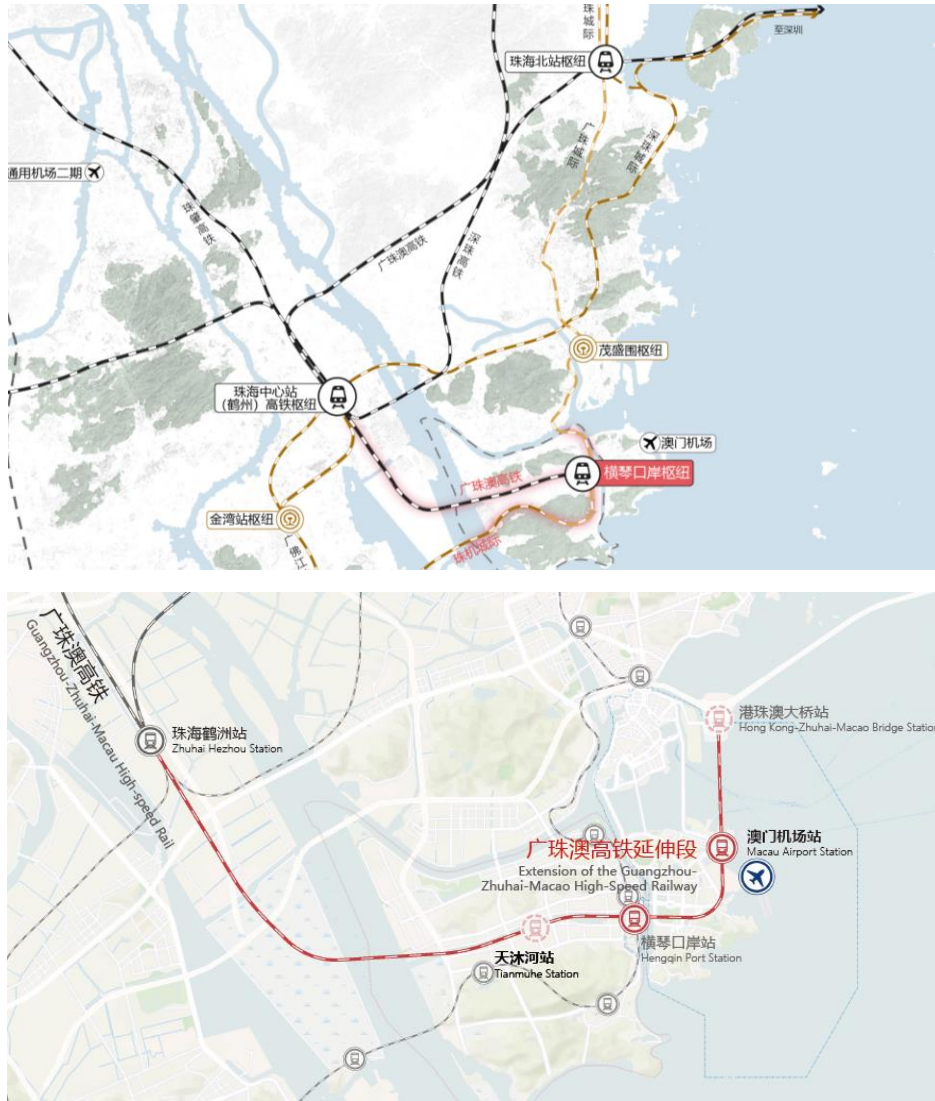 珠城际
至深圳
珠海北站枢纽
广珠城际
深珠城际
通用机场二期
珠肇高铁
广珠澳高铁
深珠高铁
茂盛围枢纽
珠海中心站
（鹤州）高铁枢纽
澳门机场
广珠澳高铁
横琴口岸枢纽
金湾站枢纽
珠机城际
广佛江
广珠澳高铁
Guangzhou-Zhuhai-Macau High-speed Rail
珠海鹤洲站
Zhuhai Hezhou Station
港珠澳大桥站
Hong Kong-Zhuhai-Macao Bridge Station
广珠澳高铁延伸段
Extension of the Guangzhou-
Zhuhai-Macao High-Speed Railway
澳门机场站
Macau Airport Station
横琴口岸站
Hengqin Port Station
天沐河站
Tianmuhe Station